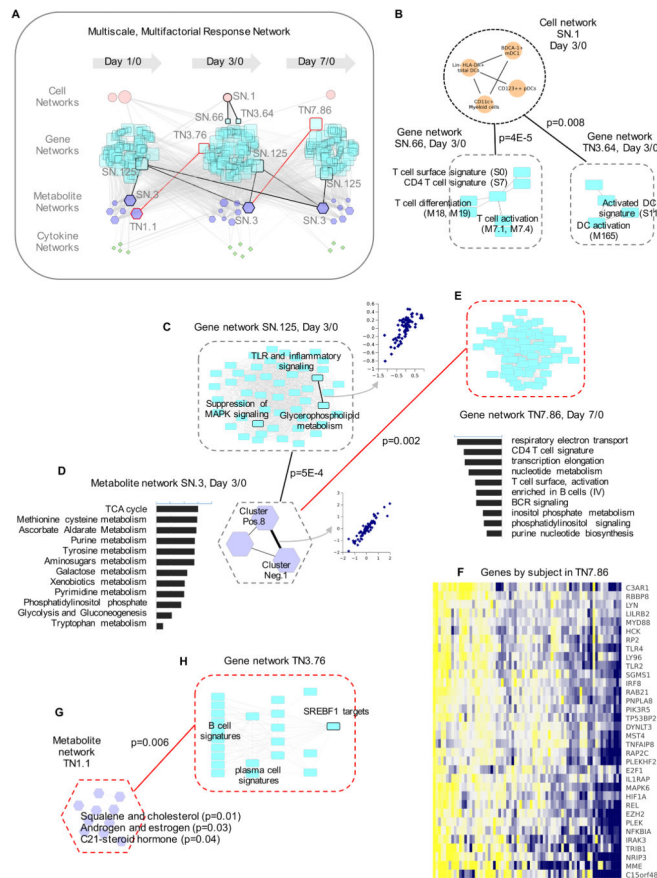 A
Multiscale, Multifactorial Response Network
Day 1/0
Day 3/0
Day 7/0
Cell
Networks
SN.1
SN.66
TN3.64
TN7.86
TN3.76
Gene
Networks
SN.125
SN.125
SN.125
Metabolite
Networks
SN.3
SN.3
SN.3
TN1.1
Cytokine
Networks
B
Cell network
SN.1
Day 3/0
BDCA-1+
mDC1
Lin- HLA-DR+
total DCs
CD123++ pDCs
CD11c+
Myeloid cells
p=0.008
Gene network
SN.66, Day 3/0
p=4E-5
Gene network
TN3.64, Day 3/0
T cell surface signature (S0)
CD4 T cell signature (S7)
T cell differentiation
(M18, M19)
T cell activation
(M7.1, M7.4)
Activated DC
signature (S11
DC activation
(M165)
C
Gene network SN.125, Day 3/0
TLR and inflammatory
signaling
Suppression of
MAPK signaling
Glycerophospholipid
metabolism
p=5E-4
p=0.002
E
Gene network TN7.86, Day 7/0
respiratory electron transport
CD4 T cell signature
transcription elongation
nucleotide metabolism
T cell surface, activation
enriched in B cells (IV)
BCR signaling
inositol phosphate metabolism
phosphatidylinositol signaling
purine nucleotide biosynthesis
D
Metabolite network SN.3, Day 3/0
TCA cycle
Methionine cysteine metabolism
Ascorbate Aldarate Metabolism
Purine metabolism
Tyrosine metabolism
Aminosugars metabolism
Galactose metabolism
Xenobiotics metabolism
Pyrimidine metabolism
Phosphatidylinositol phosphate
Glycolysis and Gluconeogenesis
Tryptophan metabolism
Cluster
Pos.8
Cluster
Neg.1
F
Genes by subject in TN7.86
C3AR1
RBBP8
LYN
LILRB2
MYD88
HCK
RP2
TLR4
LY96
TLR2
SGMS1
IRF8
RAB21
PNPLA8
PIK3R5
TP53BP2
DYNLT3
MST4
TNFAIP8
RAP2C
PLEKHF2
E2F1
IL1RAP
MAPK6
HIF1A
REL
EZH2
PLEK
NFKBIA
IRAK3
TRIB1
NRIP3
MME
C15orf48
H
Gene network TN3.76
SREBF1 targets
B cell
signatures
plasma cell
signatures
G
Metabolite
network
TN1.1
p=0.006
Squalene and cholesterol (p=0.01)
Androgen and estrogen (p=0.03)
C21-steroid hormone (p=0.04)